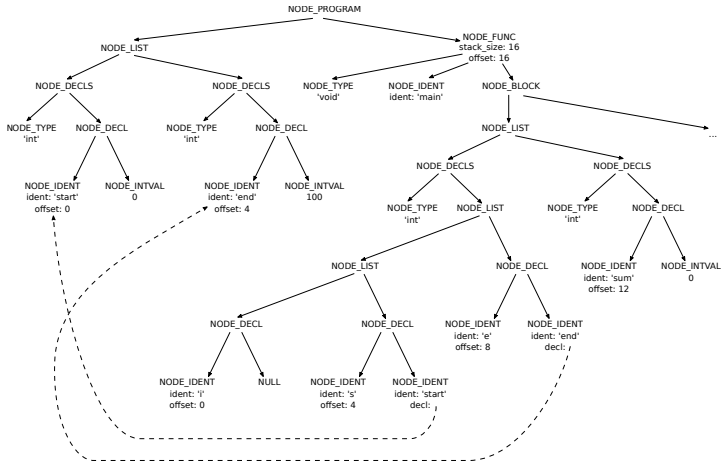 NODE_PROGRAM
NODE_LIST
NODE_FUNC
stack_size: 16
offset: 16
NODE_DECLS
NODE_DECLS
NODE_TYPE
'void'
NODE_IDENT
ident: 'main'
NODE_BLOCK
NODE_TYPE
'int'
NODE_DECL
NODE_TYPE
'int'
NODE_DECL
NODE_LIST
...
NODE_DECLS
NODE_DECLS
NODE_IDENT
ident: 'start'
offset: 0
NODE_INTVAL
0
NODE_IDENT
ident: 'end'
offset: 4
NODE_INTVAL
100
NODE_TYPE
'int'
NODE_LIST
NODE_TYPE
'int'
NODE_DECL
NODE_LIST
NODE_DECL
NODE_IDENT
ident: 'sum'
offset: 12
NODE_INTVAL
0
NODE_DECL
NODE_DECL
NODE_IDENT
ident: 'e'
offset: 8
NODE_IDENT
ident: 'end'
decl:
NODE_IDENT
ident: 'i'
offset: 0
NULL
NODE_IDENT
ident: 's'
offset: 4
NODE_IDENT
ident: 'start'
decl: